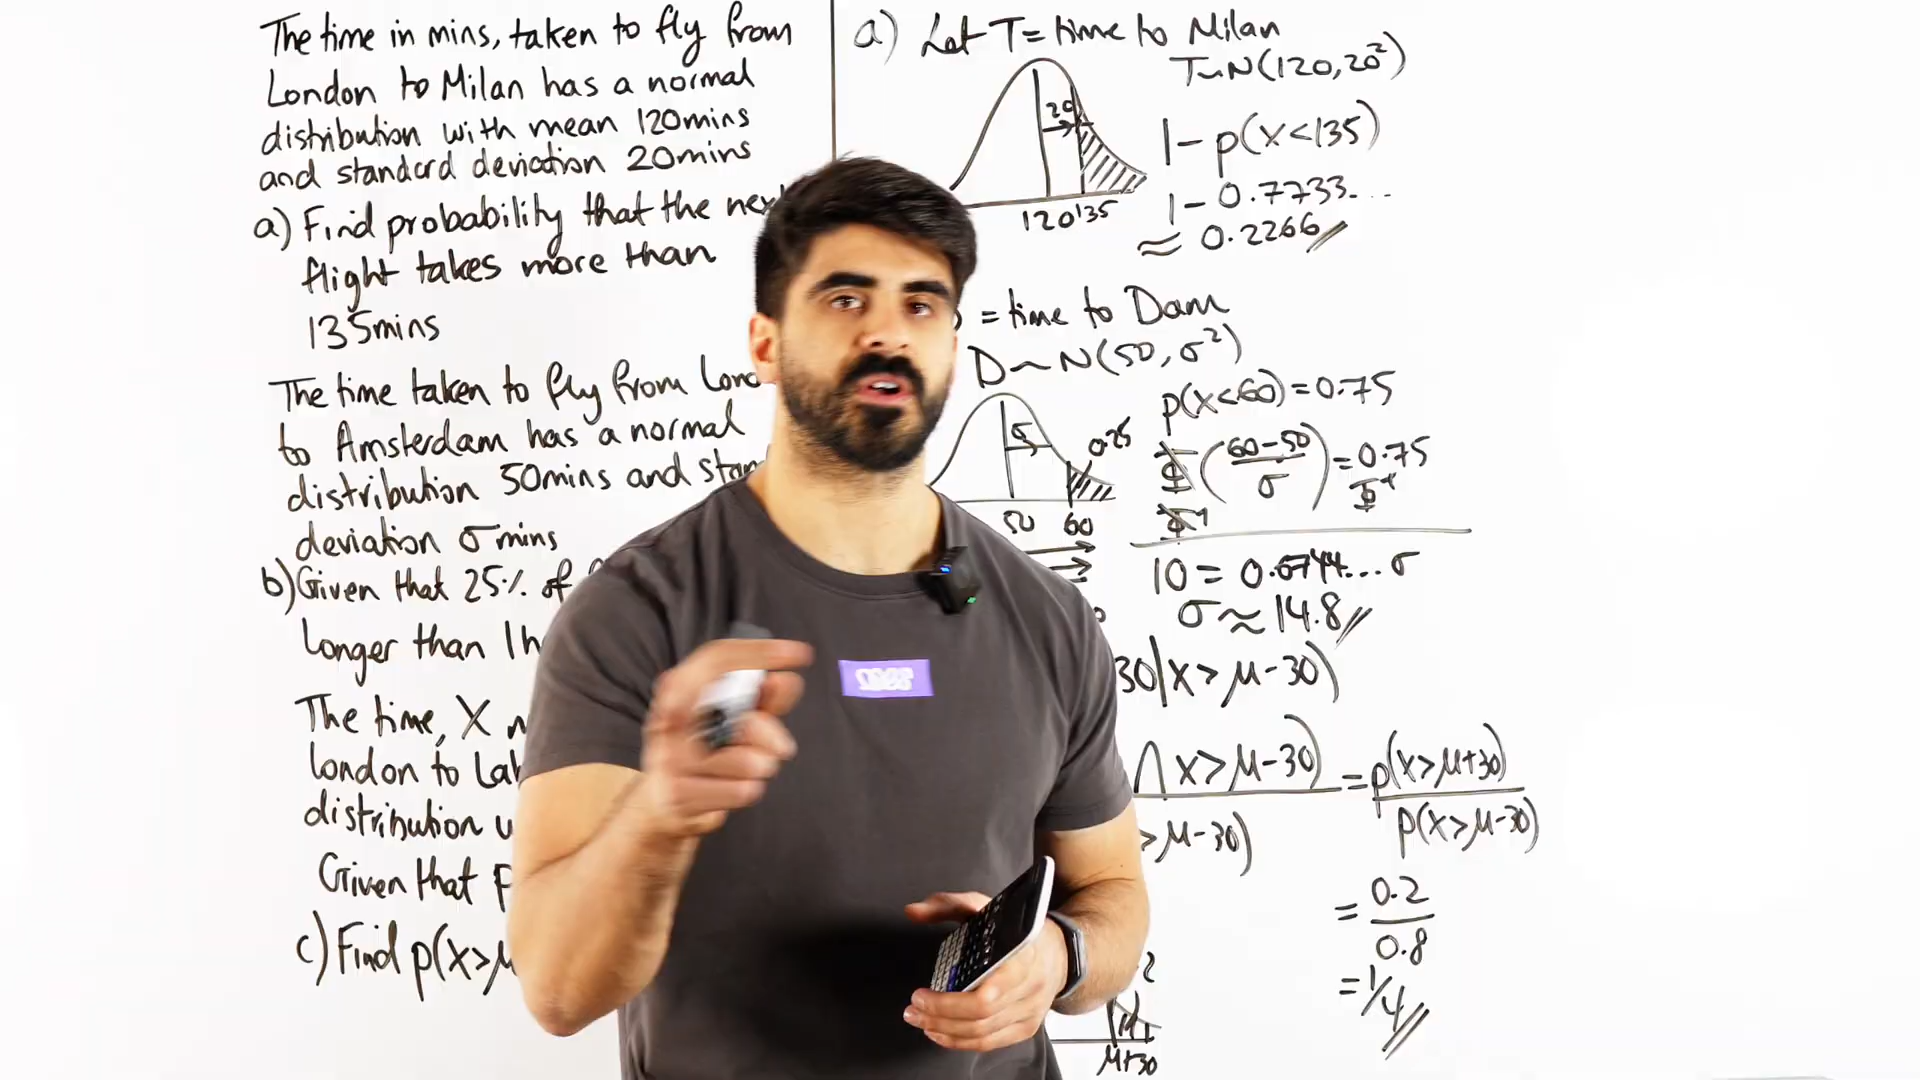 The time in mins, taken to fly from
London to Milan has a normal
distribution with mean 120mins
and standard deviation 20mins
a) Find probability that the
flight takes more than
135mins
The time taken to fly from
to Amsterdam has a normal
distribution 50mins and
deviation σ mins
b) Given that 25% of
Longer than
The time, X
london to
distribution
Given that
c) Find p(X>
a) Let T= time to Milan
T~N(120,20²)
20
120 135
1-p(X<135)
1-0.7733...
≈ 0.2266
= time to Dam
D~N(50, σ²)
σ
0.25
50 60
p(X<60)=0.75
Φ(60-50/σ)=0.75
Φ⁻¹ Φ⁻¹
10 = 0.6744...σ
σ ≈ 14.8
30|X>μ-30)
∩ X>μ-30) = p(X>μ+30)
>μ-30) p(X>μ-30)
= 0.2
0.8
= 1/4
μ+30